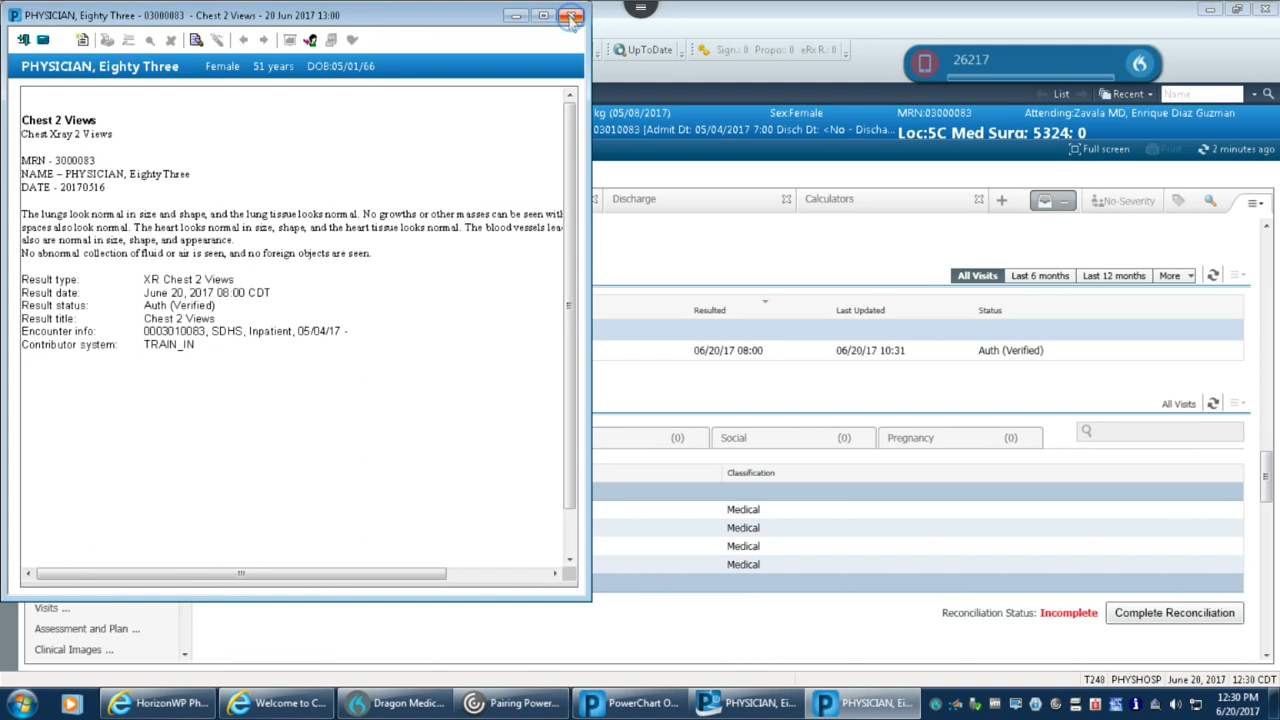 PHYSICIAN, Eighty Three - 03000083 - Chest 2 Views - 20 Jun 2017 13:00
PHYSICIAN, Eighty Three Female 51 years DOB:05/01/66
Chest 2 Views
Chest Xray 2 Views
MRN - 3000083
NAME – PHYSICIAN, Eighty Three
DATE - 20170516
The lungs look normal in size and shape, and the lung tissue looks normal. No growths or other masses can be seen with
spaces also look normal. The heart looks normal in size, shape, and the heart tissue looks normal. The blood vessels lea
also are normal in size, shape, and appearance.
No abnormal collection of fluid or air is seen, and no foreign objects are seen.
Result type: XR Chest 2 Views
Result date: June 20, 2017 08:00 CDT
Result status: Auth (Verified)
Result title: Chest 2 Views
Encounter info: 0003010083, SDHS, Inpatient, 05/04/17 -
Contributor system: TRAIN_IN
UpToDate Sign.: 0 Propo..: 0 eRx R.: 0
26217
List Recent Name
kg (05/08/2017) Sex:Female MRN:03000083 Attending:Zavala MD, Enrique Diaz Guzman
03010083 [Admit Dt: 05/04/2017 7:00 Disch Dt: <No - Discha... Loc:5C Med Surg; 5324; 0
Full screen Print 2 minutes ago
Discharge Calculators No-Severity
All Visits Last 6 months Last 12 months More
Resulted Last Updated Status
06/20/17 08:00 06/20/17 10:31 Auth (Verified)
All Visits
(0) Social (0) Pregnancy (0)
Classification
Medical
Medical
Medical
Medical
Reconciliation Status: Incomplete Complete Reconciliation
Visits ...
Assessment and Plan ...
Clinical Images ...
T248 PHYSHOSP June 20, 2017 12:30 CDT
HorizonWP Ph... Welcome to C... Dragon Medic... Pairing Power... PowerChart O... PHYSICIAN, Ei... PHYSICIAN, Ei...
12:30 PM
6/20/2017